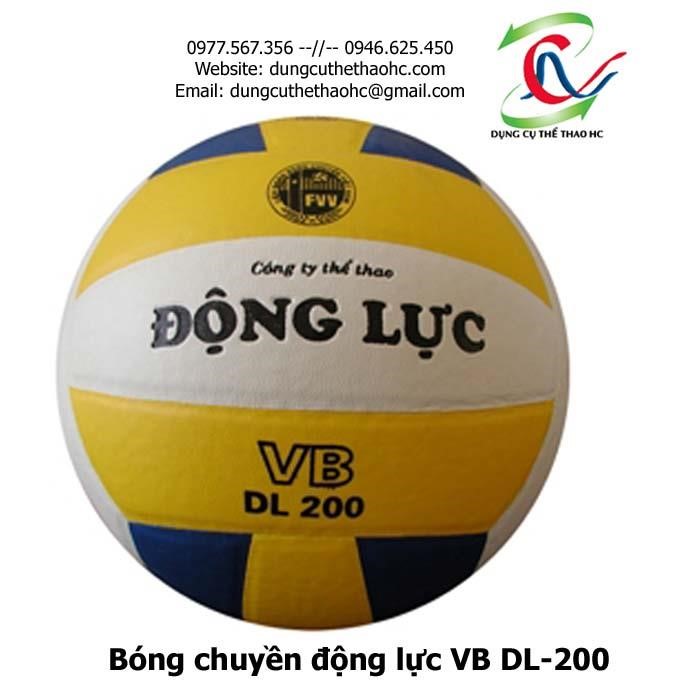 0977.567.356 --//-- 0946.625.450
Website: dungcuthethaohc.com
Email: dungcuthethaohc@gmail.com
DỤNG CỤ THỂ THAO HC
FVV
Công ty thể thao
ĐỘNG LỰC
VB
DL 200
Bóng chuyền động lực VB DL-200